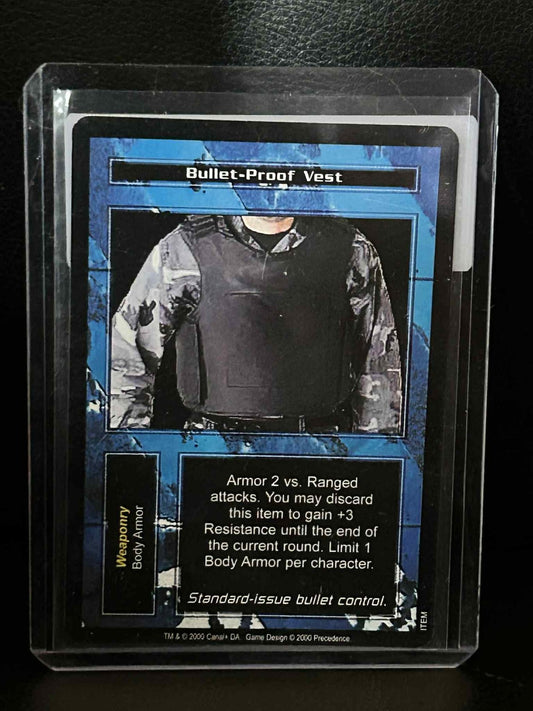 Bullet-Proof Vest
Weaponry
Body Armor
Armor 2 vs. Ranged
attacks. You may discard
this item to gain +3
Resistance until the end of
the current round. Limit 1
Body Armor per character.
Standard-issue bullet control.
ITEM
TM & © 2000 Canal+ DA. Game Design © 2000 Precedence.